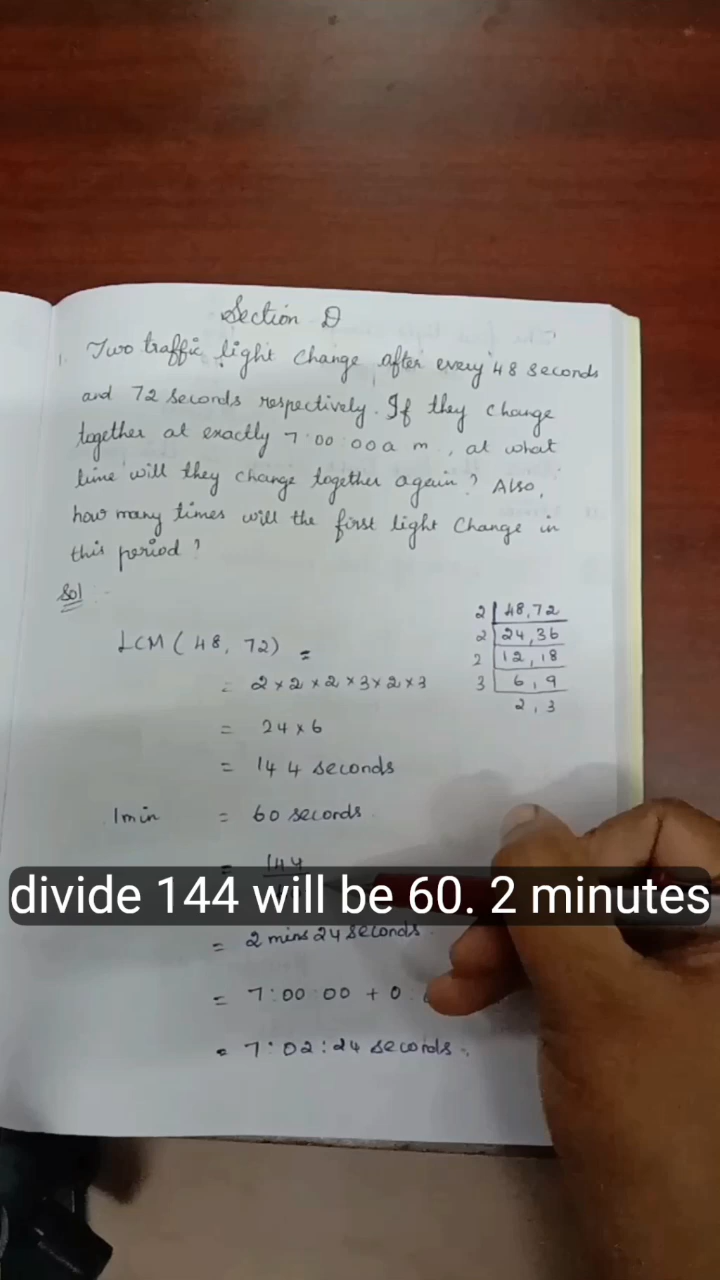 Section D
1. Two traffic light change after every 48 seconds
and 72 seconds respectively. If they change
together at exactly 7:00:00a m, at what
time will they change together again? Also,
how many times will the first light Change in
this period?
Sol
LCM (48, 72) =
= 2×2×2×3×2×3
= 24×6
= 144 seconds
2 48,72
2 24,36
2 12,18
3 6,9
2,3
1min = 60 seconds
= 144
divide 144 will be 60. 2 minutes
= 2 mins 24 seconds.
= 7:00:00 + 0
= 7:02:24 seconds.